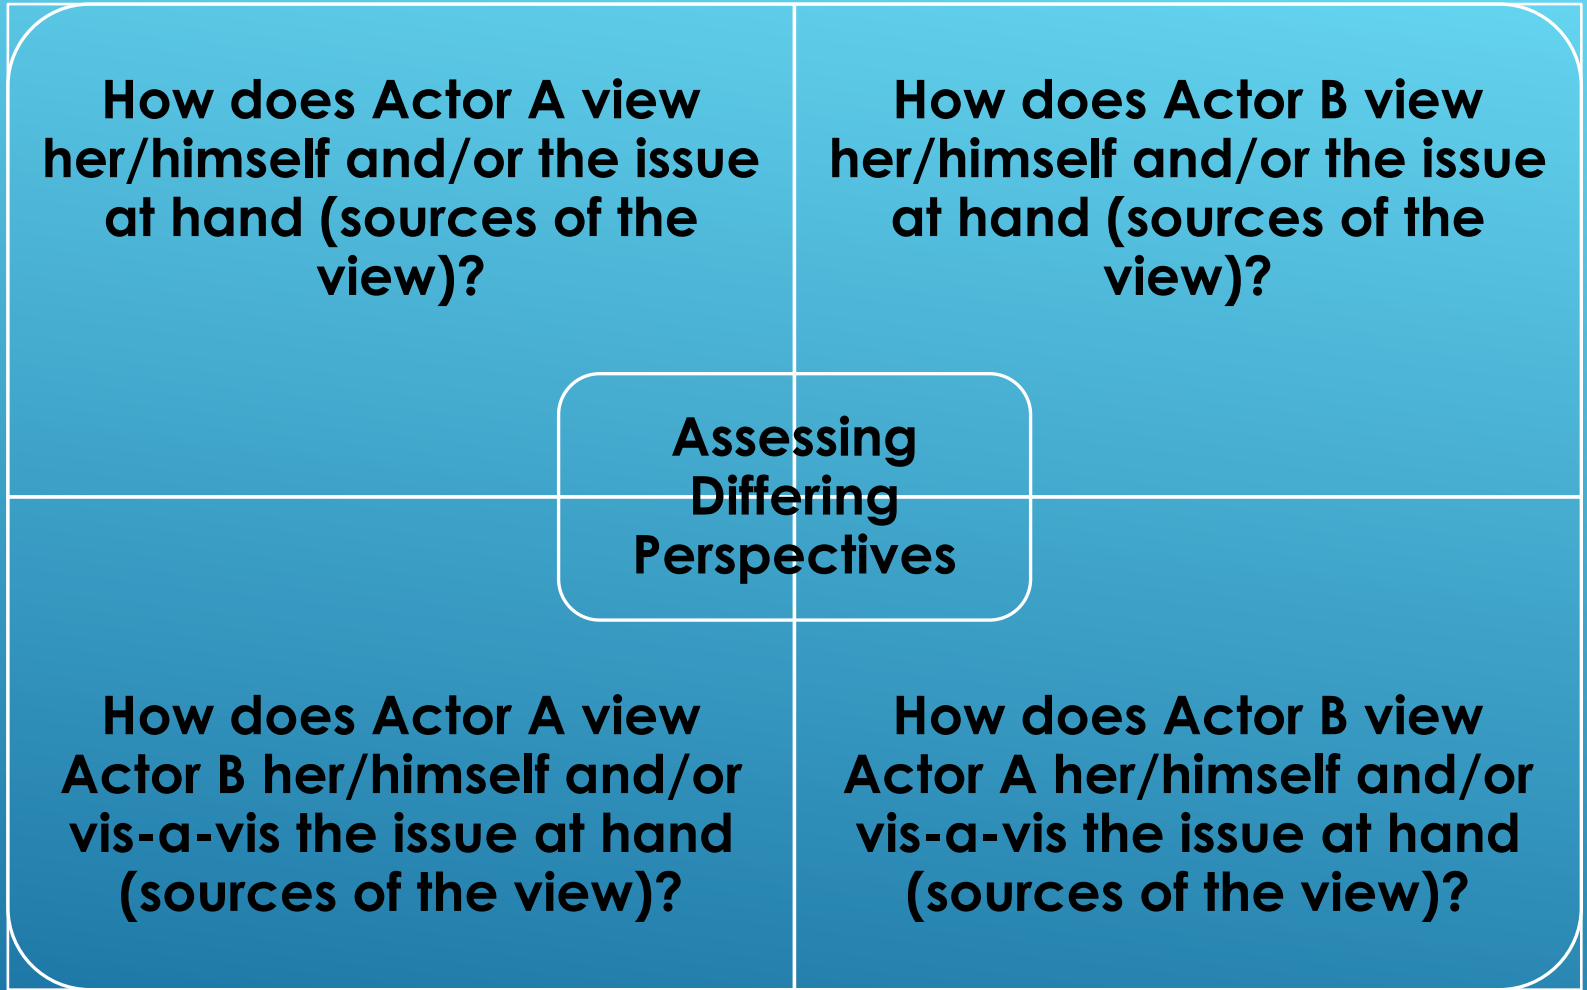 How does Actor A view
her/himself and/or the issue
at hand (sources of the
view)?
How does Actor B view
her/himself and/or the issue
at hand (sources of the
view)?
Assessing
Differing
Perspectives
How does Actor A view
Actor B her/himself and/or
vis-a-vis the issue at hand
(sources of the view)?
How does Actor B view
Actor A her/himself and/or
vis-a-vis the issue at hand
(sources of the view)?